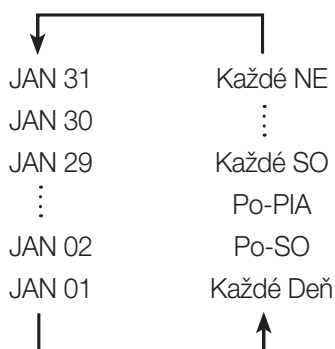 JAN 31 Každé NE
JAN 30 ⋮
JAN 29 Každé SO
⋮ Po-PIA
JAN 02 Po-SO
JAN 01 Každé Deň